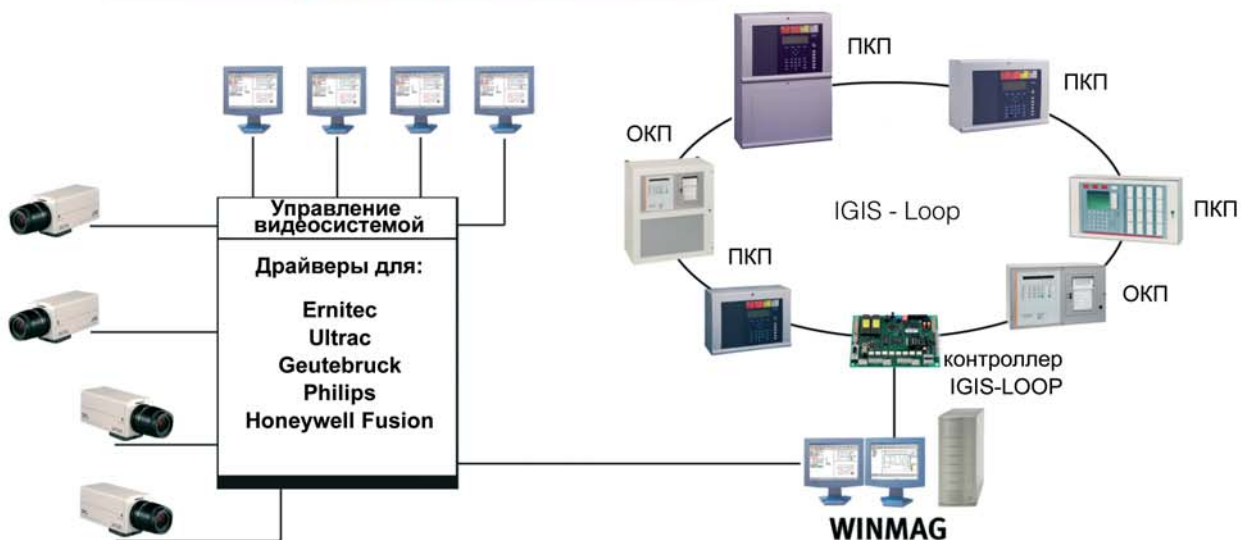 Управление
видеосистемой
Драйверы для:
Ernitec
Ultrac
Geutebruck
Philips
Honeywell Fusion
ПКП
ПКП
ОКП
IGIS - Loop
ПКП
ПКП
ОКП
контроллер
IGIS-LOOP
WINMAG